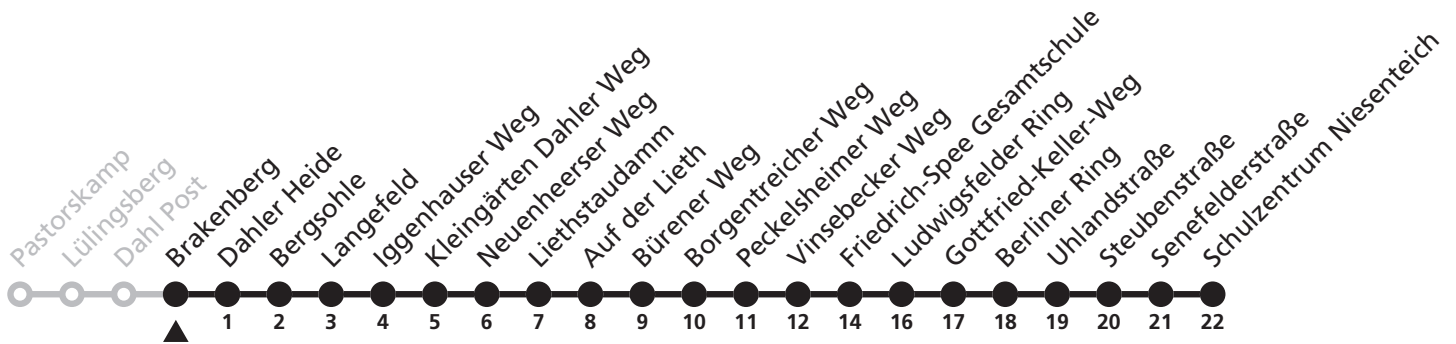 Pastorskamp
Lülingsberg
Dahl Post
Brakenberg
Dahler Heide
Bergsohle
Langefeld
Iggenhauser Weg
Kleingärten Dahler Weg
Neuenheerser Weg
Liethstaudamm
Auf der Lieth
Bürener Weg
Borgentreicher Weg
Peckelsheimer Weg
Vinsebecker Weg
Friedrich-Spee Gesamtschule
Ludwigsfelder Ring
Gottfried-Keller-Weg
Berliner Ring
Uhlandstraße
Steubenstraße
Senefelderstraße
Schulzentrum Niesenteich
1 2 3 4 5 6 7 8 9 10 11 12 14 16 17 18 19 20 21 22